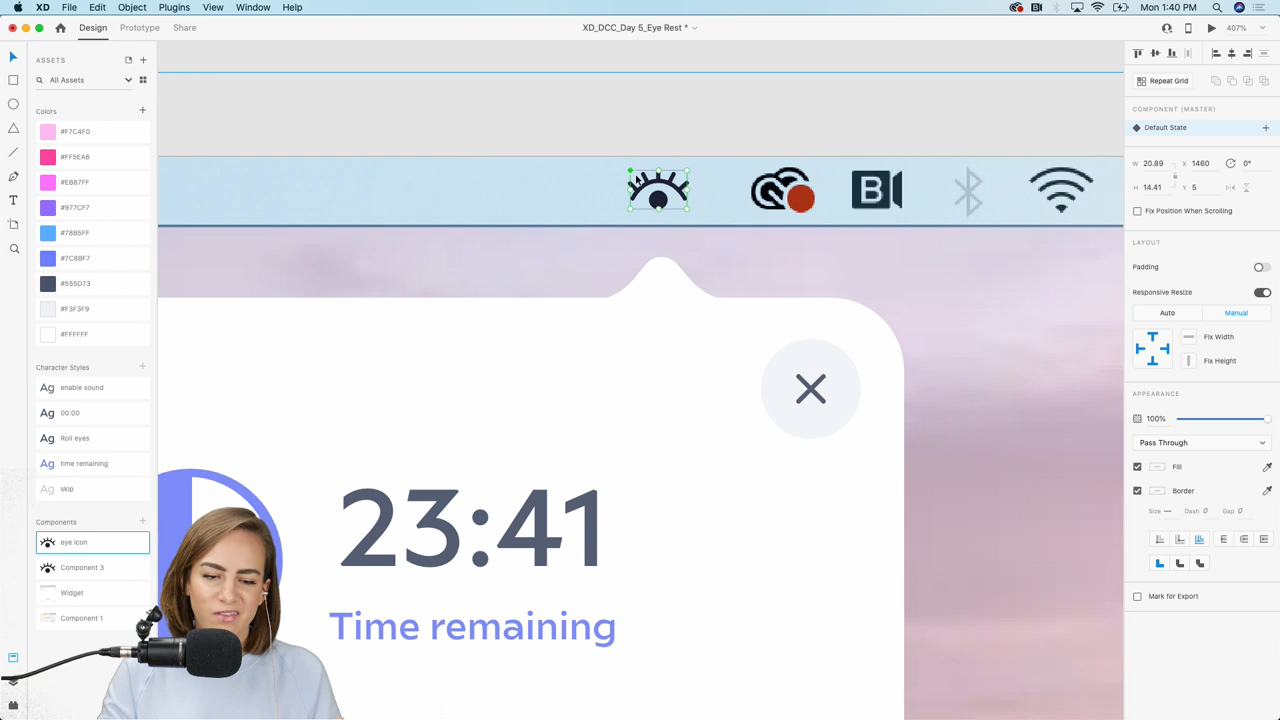 XD File Edit Object Plugins View Window Help Mon 1:40 PM
Design Prototype Share XD_DCC_Day 5_Eye Rest * 407%
ASSETS
All Assets
Colors
#F7C4F0
#FF5EA6
#EB87FF
#977CF7
#78B5FF
#7C8BF7
#555D73
#F3F3F9
#FFFFFF
Character Styles
Ag enable sound
Ag 00:00
Ag Roll eyes
Ag time remaining
Ag skip
Components
eye icon
Component 3
Widget
Component 1
B
23:41
Time remaining
Repeat Grid
COMPONENT (MASTER)
Default State
W 20.89 X 1460 0°
H 14.41 Y 5
Fix Position When Scrolling
LAYOUT
Padding
Responsive Resize
Auto Manual
Fix Width
Fix Height
APPEARANCE
100%
Pass Through
Fill
Border
Size — Dash 0 Gap 0
Mark for Export